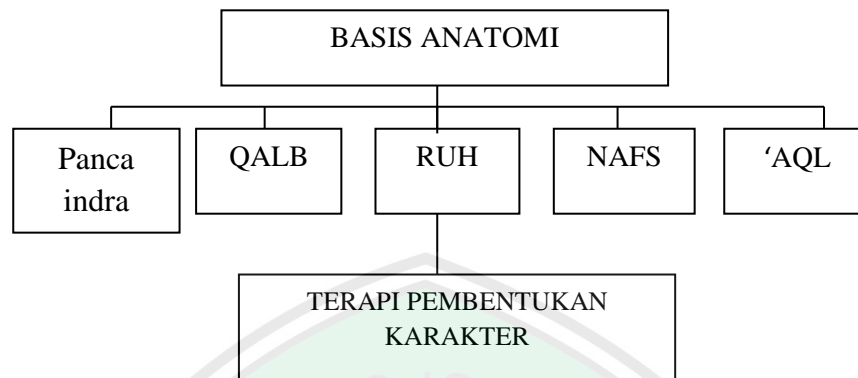 BASIS ANATOMI
Panca
indra
QALB
RUH
NAFS
‘AQL
TERAPI PEMBENTUKAN
KARAKTER